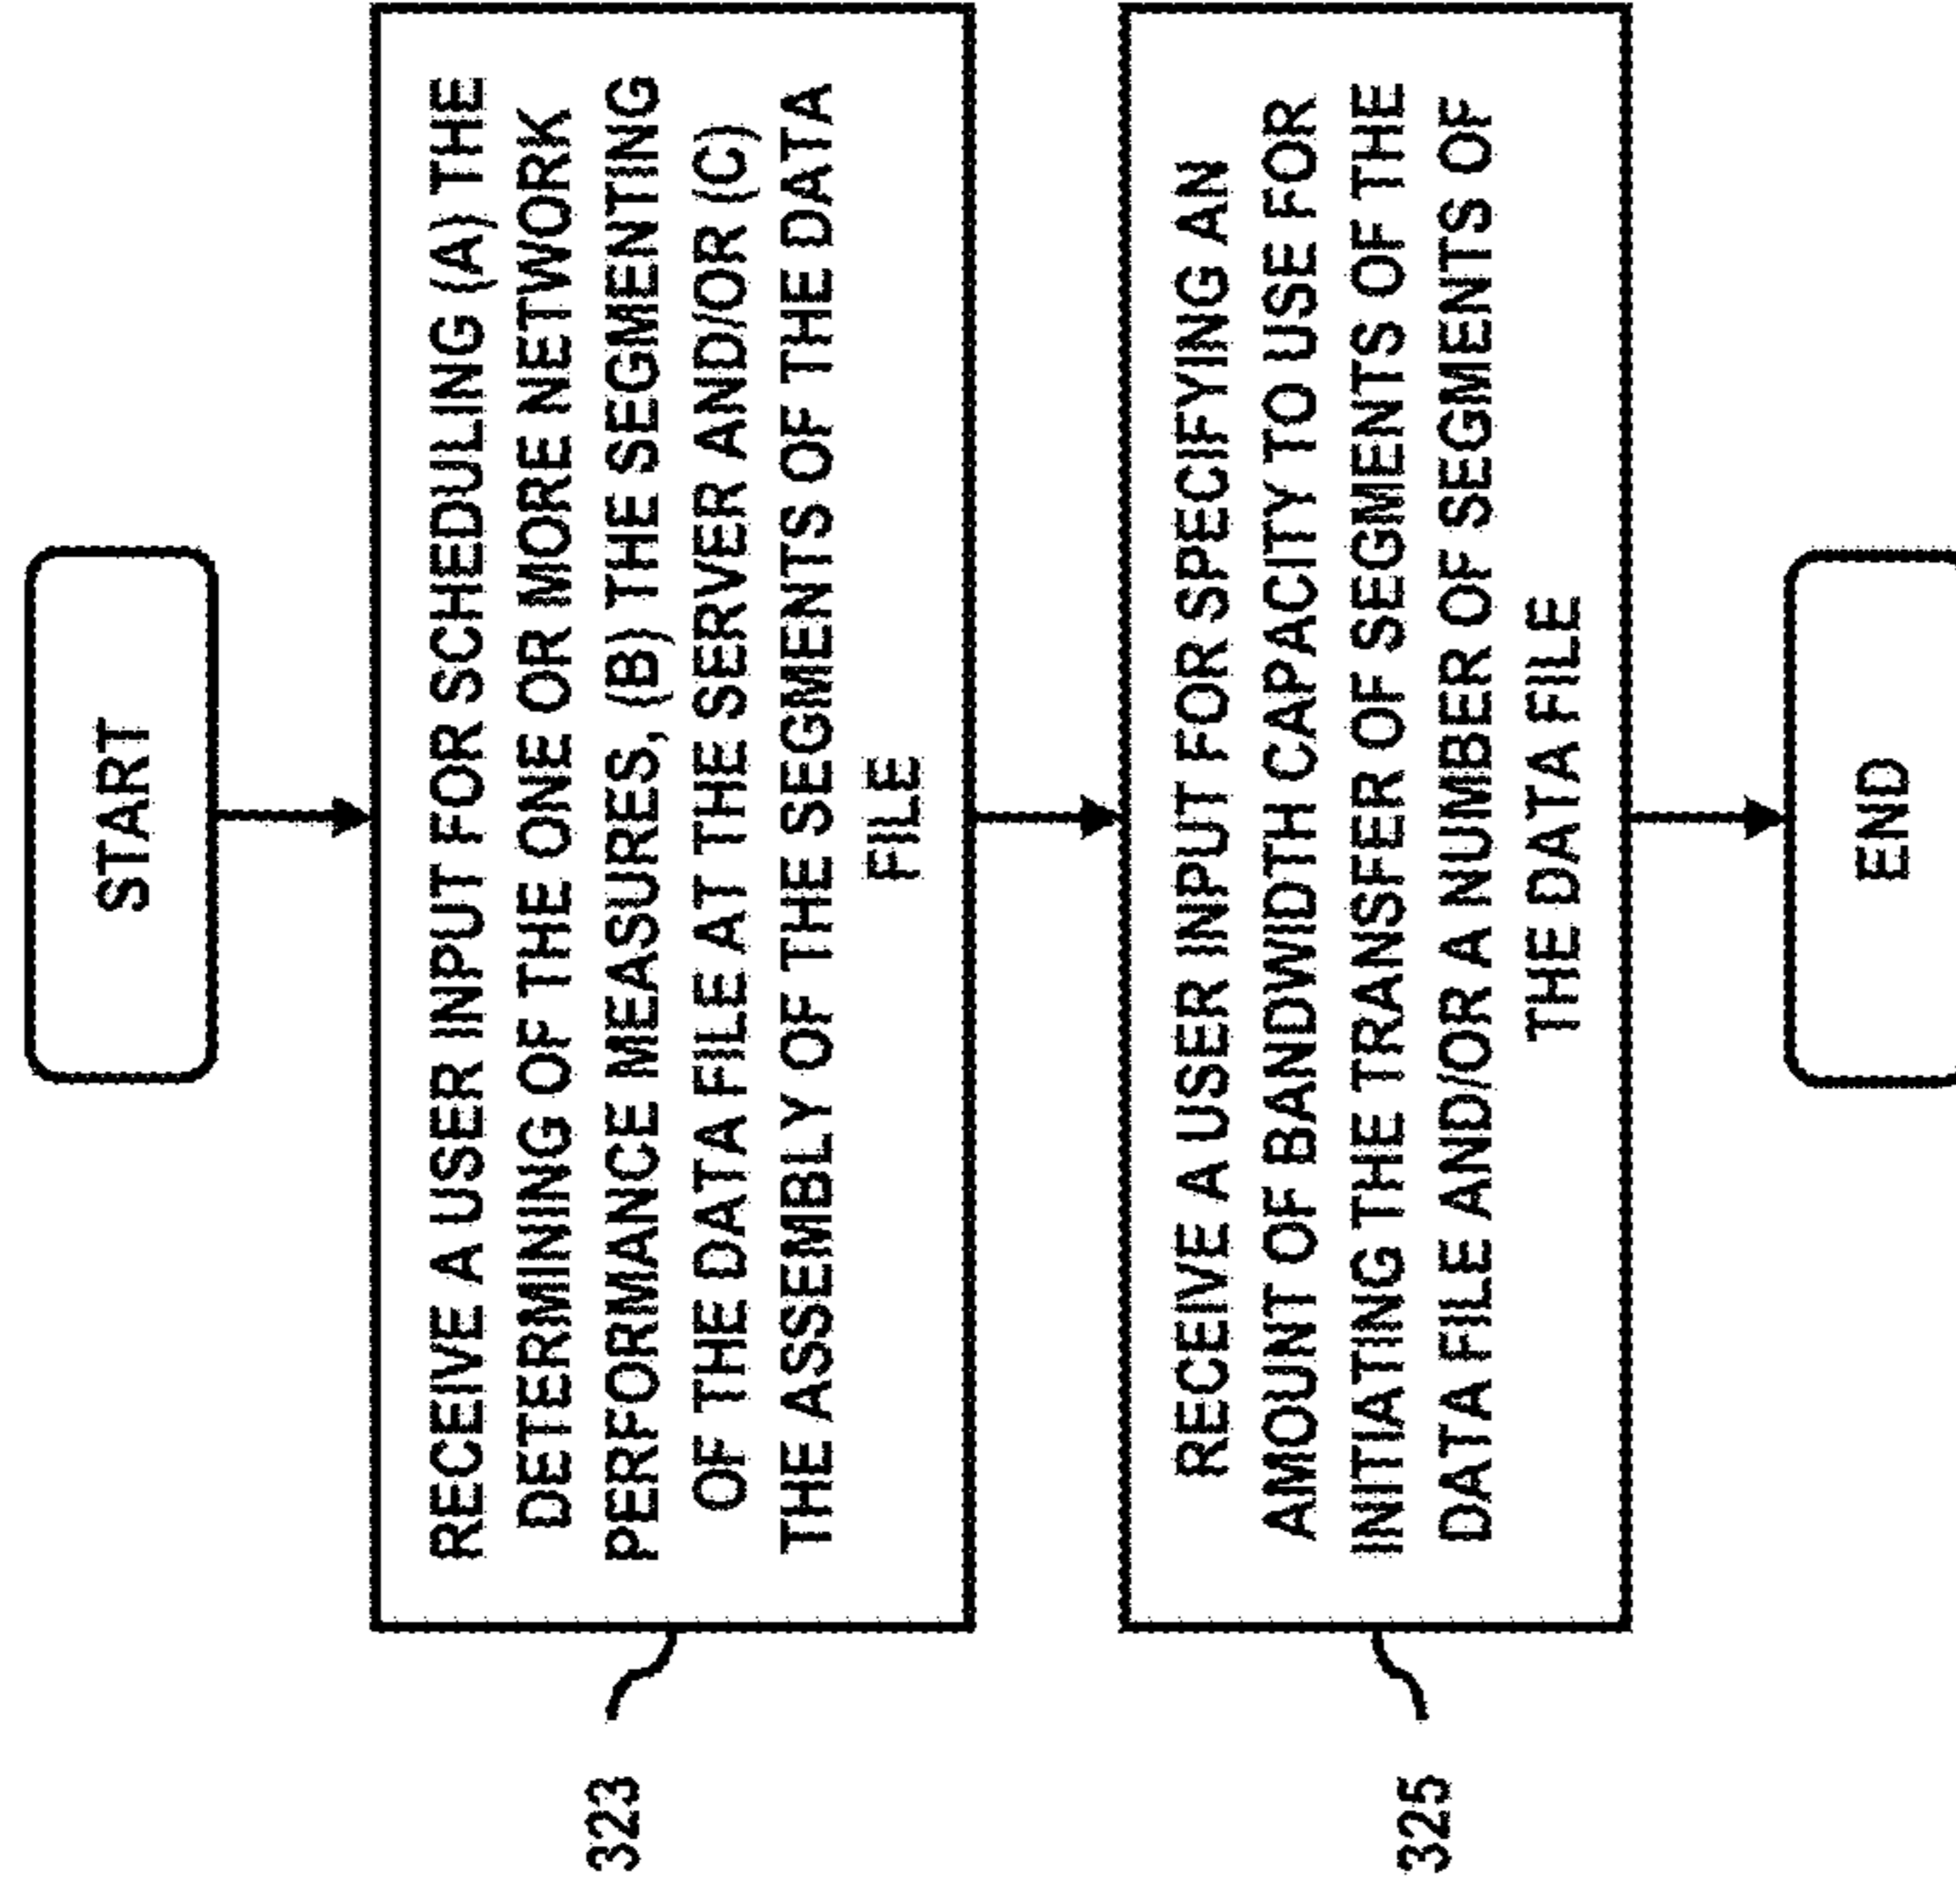 START
RECEIVE A USER INPUT FOR SCHEDULING (A) THE
DETERMINING OF THE ONE OR MORE NETWORK
PERFORMANCE MEASURES, (B) THE SEGMENTING
OF THE DATA FILE AT THE SERVER AND/OR (C)
THE ASSEMBLY OF THE SEGMENTS OF THE DATA
FILE
323
RECEIVE A USER INPUT FOR SPECIFYING AN
AMOUNT OF BANDWIDTH CAPACITY TO USE FOR
INITIATING THE TRANSFER OF SEGMENTS OF THE
DATA FILE AND/OR A NUMBER OF SEGMENTS OF
THE DATA FILE
325
END